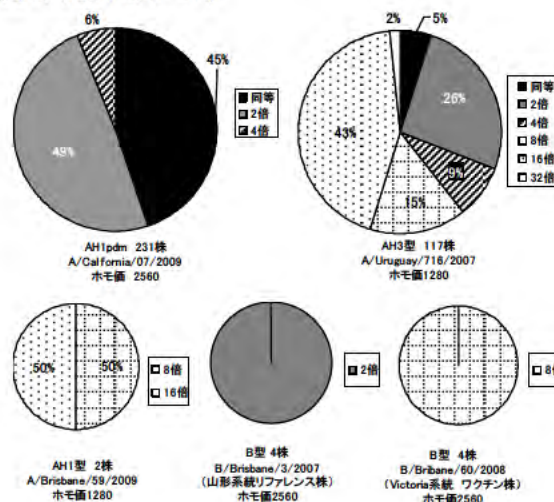 6%
45%
49%
同等
2倍
4倍
AH1pdm 231株
A/Calfornia/07/2009
ホモ価 2560
2%
5%
26%
43%
9%
15%
同等
2倍
4倍
8倍
16倍
32倍
AH3型 117株
A/Uruguay/716/2007
ホモ価1280
50%
50%
8倍
16倍
AH1型 2株
A/Brisbane/59/2009
ホモ価1280
2倍
B型 4株
B/Brisbane/3/2007
(山形系統リファレンス株)
ホモ価2560
8
B型 4株
B/Bribane/60/2008
(Victoria系統 ワクチン株)
ホモ価2560